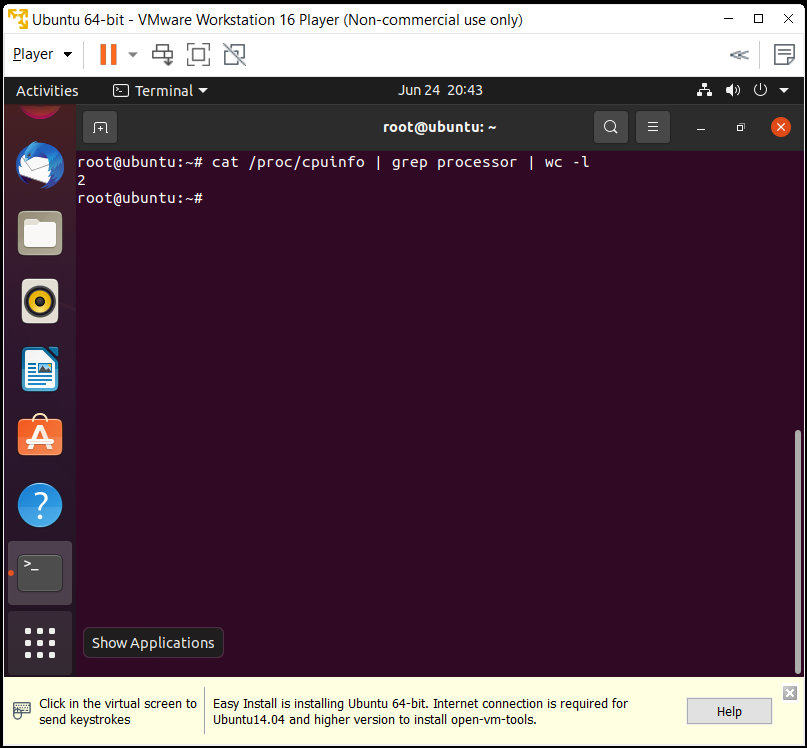 Ubuntu 64-bit - VMware Workstation 16 Player (Non-commercial use only)
Player
Activities
Terminal
Jun 24 20:43
root@ubuntu: ~
root@ubuntu:~# cat /proc/cpuinfo | grep processor | wc -l
2
root@ubuntu:~#
>_
Show Applications
Click in the virtual screen to
send keystrokes
Easy Install is installing Ubuntu 64-bit. Internet connection is required for
Ubuntu14.04 and higher version to install open-vm-tools.
Help